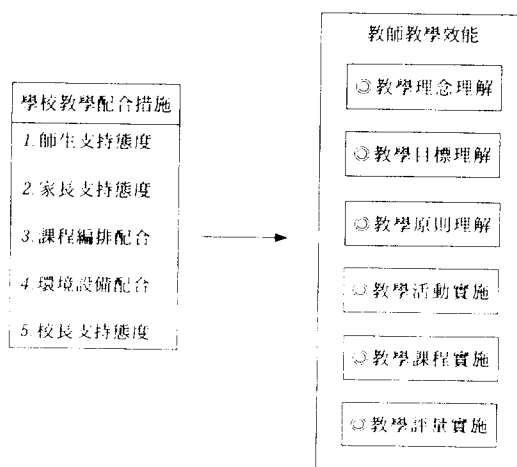 學校教學配合措施
1.師生支持態度
2.家長支持態度
3.課程編排配合
4.環境設備配合
5.校長支持態度
教師教學效能
◎教學理念理解
◎教學目標理解
◎教學原則理解
◎教學活動實施
◎教學課程實施
◎教學評量實施